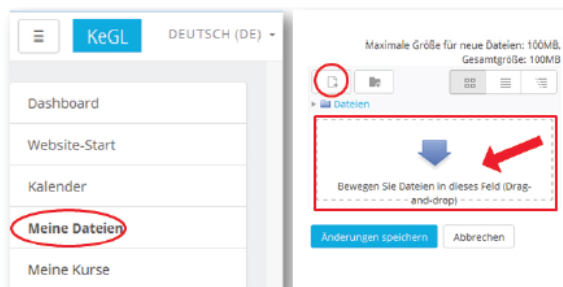 KeGL
DEUTSCH (DE)
Dashboard
Website-Start
Kalender
Meine Dateien
Meine Kurse
Maximale Größe für neue Dateien: 100MB,
Gesamtgröße: 100MB
Dateien
Bewegen Sie Dateien in dieses Feld (Drag-
and-drop)
Änderungen speichern
Abbrechen